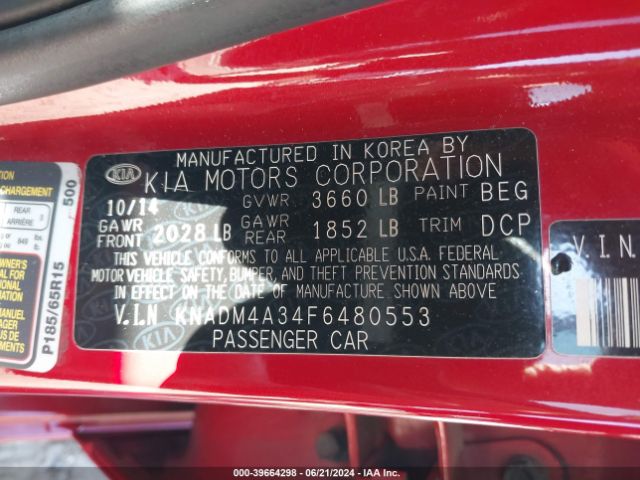 MANUFACTURED IN KOREA BY
KIA KIA MOTORS CORPORATION
10/14 GVWR 3660 LB PAINT BEG
GAWR FRONT 2028 LB GAWR REAR 1852 LB TRIM DCP
THIS VEHICLE CONFORMS TO ALL APPLICABLE U.S.A. FEDERAL
MOTOR VEHICLE SAFETY, BUMPER, AND THEFT PREVENTION STANDARDS
IN EFFECT ON THE DATE OF MANUFACTURE SHOWN ABOVE
V.I.N KNADM4A34F6480553
PASSENGER CAR
CHARGEMENT
500
REAR
ARRIÈRE
P185/65R15
V.I.N
000-39664298 - 06/21/2024 - IAA Inc.